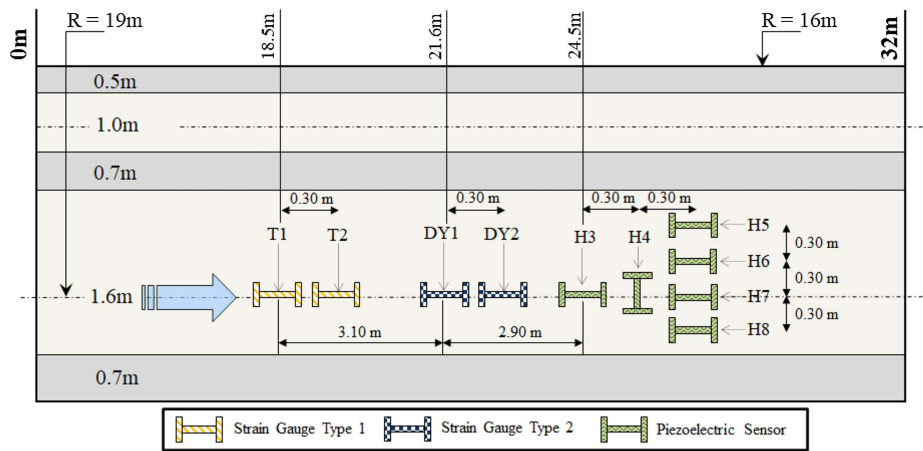 R = 19m
R = 16m
0m
18.5m
21.6m
24.5m
32m
0.5m
1.0m
0.7m
0.30 m
0.30 m
0.30 m
0.30 m
T1
T2
DY1
DY2
H3
H4
H5
0.30 m
H6
0.30 m
1.6m
H7
0.30 m
H8
3.10 m
2.90 m
0.7m
Strain Gauge Type 1
Strain Gauge Type 2
Piezoelectric Sensor